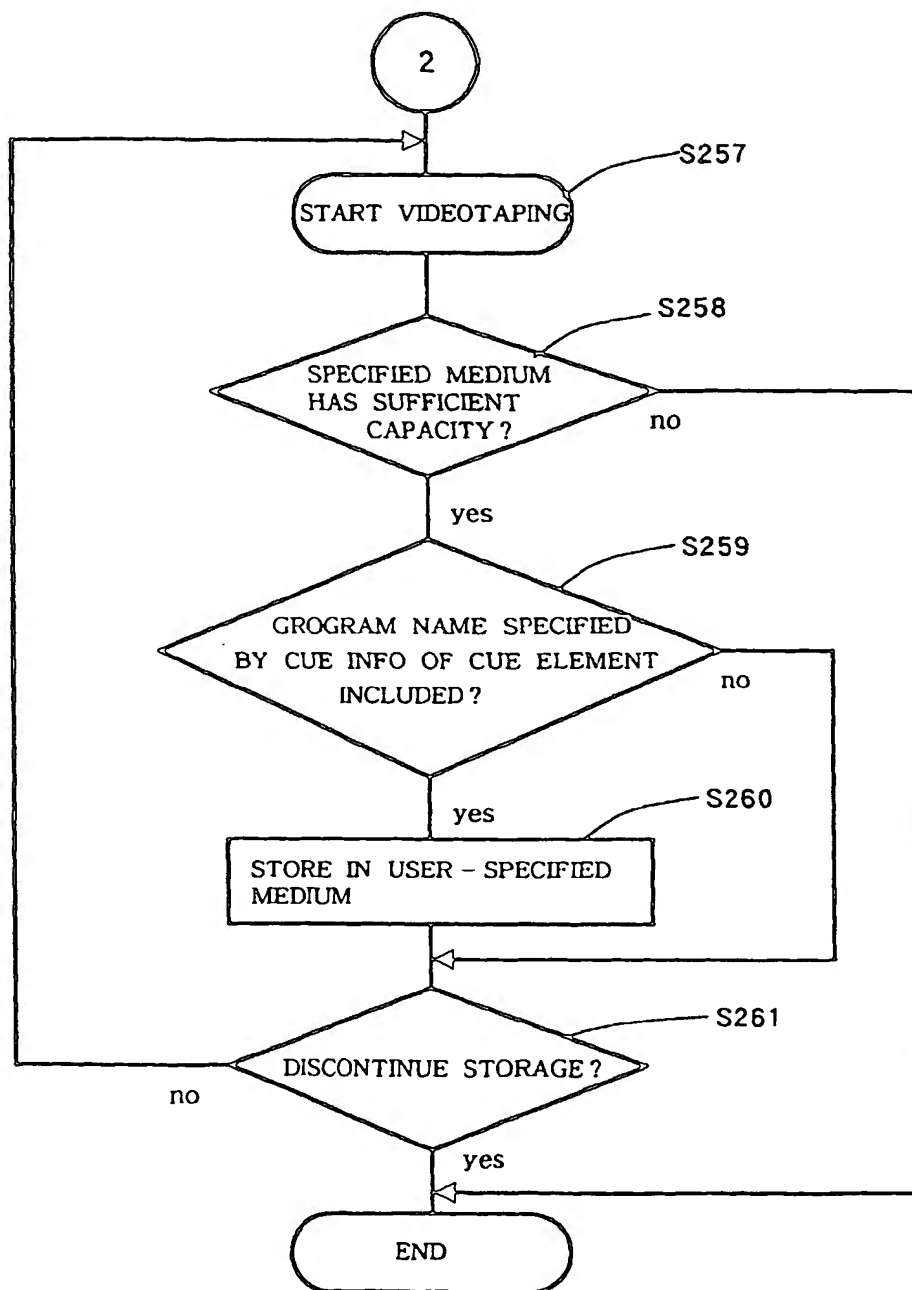 2
S257
START VIDEOTAPING
S258
SPECIFIED MEDIUM
HAS SUFFICIENT
CAPACITY?
no
yes
S259
GROGRAM NAME SPECIFIED
BY CUE INFO OF CUE ELEMENT
INCLUDED?
no
yes
S260
STORE IN USER-SPECIFIED
MEDIUM
S261
DISCONTINUE STORAGE?
no
yes
END